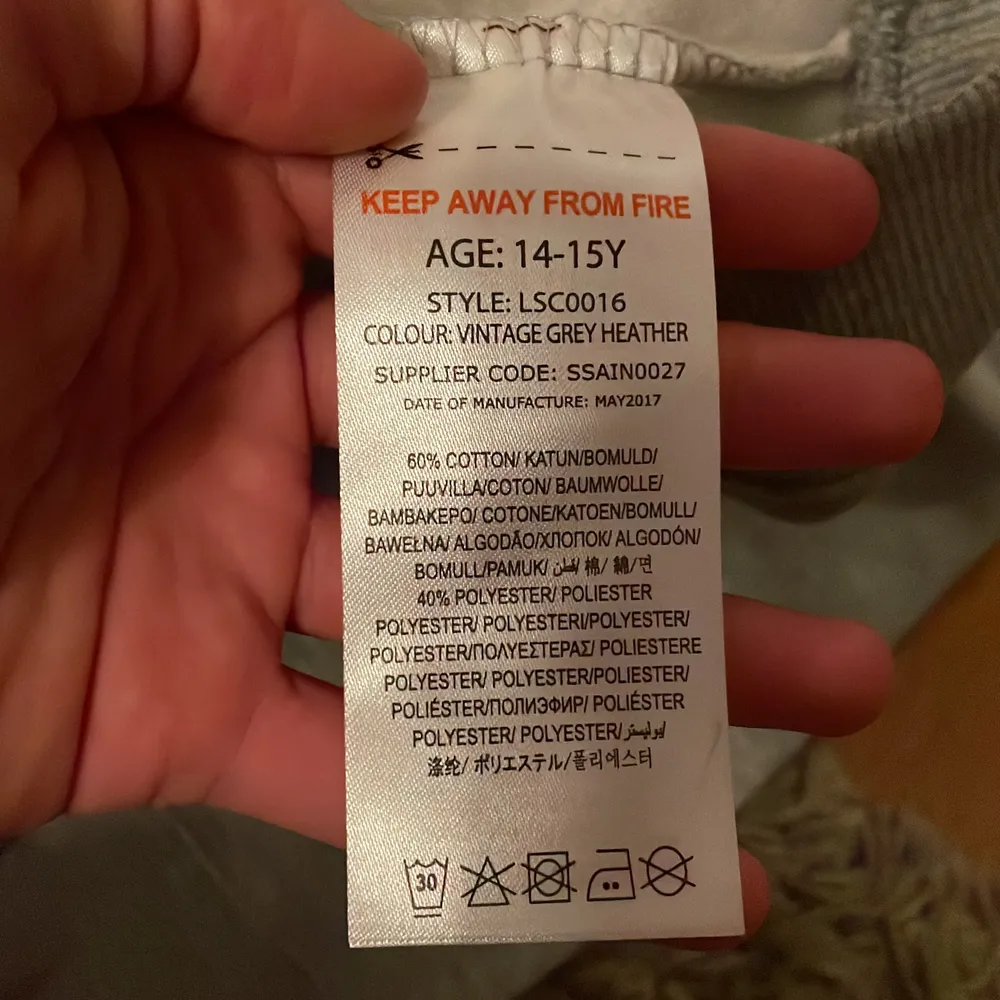 KEEP AWAY FROM FIRE
AGE: 14-15Y
STYLE: LSC0016
COLOUR: VINTAGE GREY HEATHER
SUPPLIER CODE: SSAIN0027
DATE OF MANUFACTURE: MAY2017
60% COTTON/ KATUN/BOMULD/
PUUVILLA/COTON/ BAUMWOLLE/
ΒΑΜΒΑΚΕΡΟ/ COTONE/KATOEN/BOMULL/
BAWEŁNA/ ALGODÃO/ХЛОПОК/ ALGODÓN/
BOMULL/PAMUK/ قطن/ 棉/ 綿/면
40% POLYESTER/ POLIESTER
POLYESTER/ POLYESTERI/POLYESTER/
POLYESTER/ΠΟΛΥΕΣΤΕΡΑΣ/ POLIESTERE
POLYESTER/ POLYESTER/POLIESTER/
POLIÉSTER/ПОЛИЭФИР/ POLIÉSTER
POLYESTER/ POLYESTER/
涤纶/ ポリエステル/폴리에스터
30